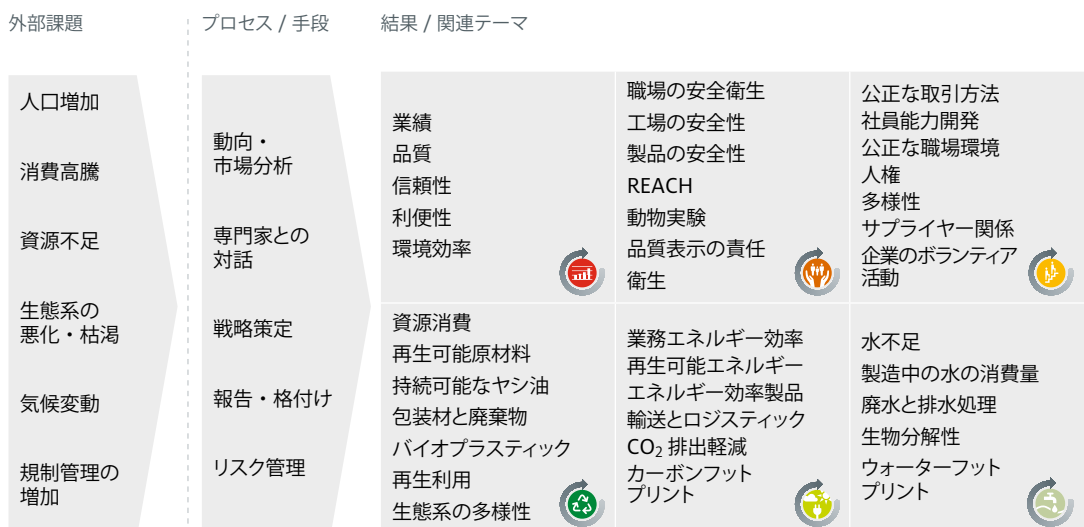 外部課題
プロセス / 手段
結果 / 関連テーマ
人口増加
消費高騰
資源不足
生態系の
悪化・枯渇
気候変動
規制管理の
増加
動向・
市場分析
専門家との
対話
戦略策定
報告・格付け
リスク管理
業績
品質
信頼性
利便性
環境効率
職場の安全衛生
工場の安全性
製品の安全性
REACH
動物実験
品質表示の責任
衛生
公正な取引方法
社員能力開発
公正な職場環境
人権
多様性
サプライヤー関係
企業のボランティア
活動
資源消費
再生可能原材料
持続可能なヤシ油
包装材と廃棄物
バイオプラスティック
再生利用
生態系の多様性
業務エネルギー効率
再生可能エネルギー
エネルギー効率製品
輸送とロジスティック
CO₂ 排出軽減
カーボンフット
プリント
水不足
製造中の水の消費量
廃水と排水処理
生物分解性
ウォーターフット
プリント